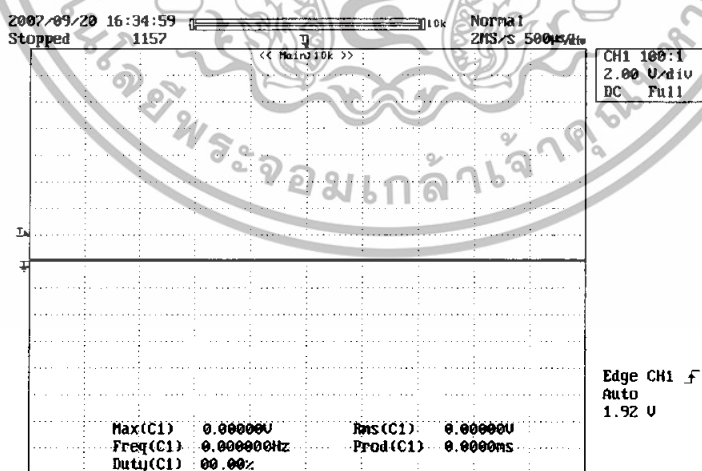 2007/09/20 16:34:59
Stopped 1157
10k
Normal
2MS/s 500µs/div
<< Main:10k >>
CH1 100:1
2.00 V/div
DC Full
Edge CH1
Auto
1.92 V
Max(C1) 0.00000V Rms(C1) 0.00000V
Freq(C1) 0.000000Hz Prod(C1) 0.0000ms
Duty(C1) 00.00%